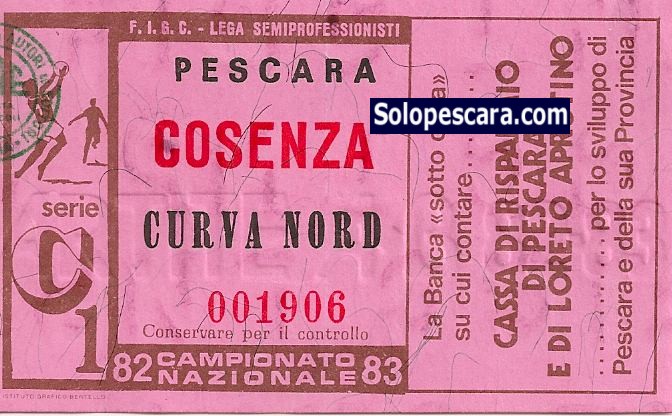 F. I. G. C. - LEGA SEMIPROFESSIONISTI
PESCARA
COSENZA
CURVA NORD
001906
Conservare per il controllo
serie
C1
82 CAMPIONATO NAZIONALE 83
ISTITUTO GRAFICO BERTELLO
Solopescara.com
La Banca «sotto
su cui contare..........
CASSA DI RISPARMIO
DI PESCARA
E DI LORETO APRUTINO
.......... per lo sviluppo di
Pescara e della sua Provincia